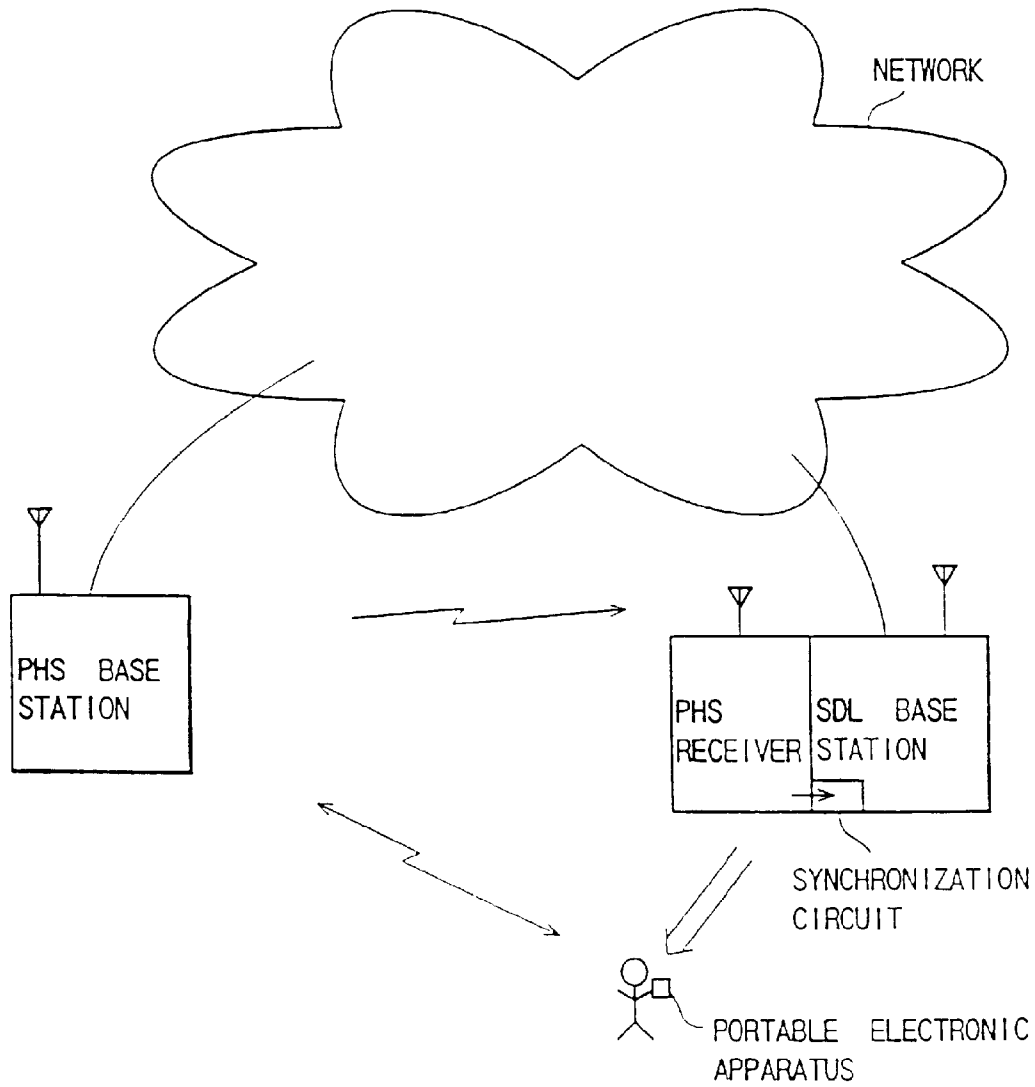 NETWORK
PHS BASE
STATION
PHS
RECEIVER
SDL BASE
STATION
SYNCHRONIZATION
CIRCUIT
PORTABLE ELECTRONIC
APPARATUS